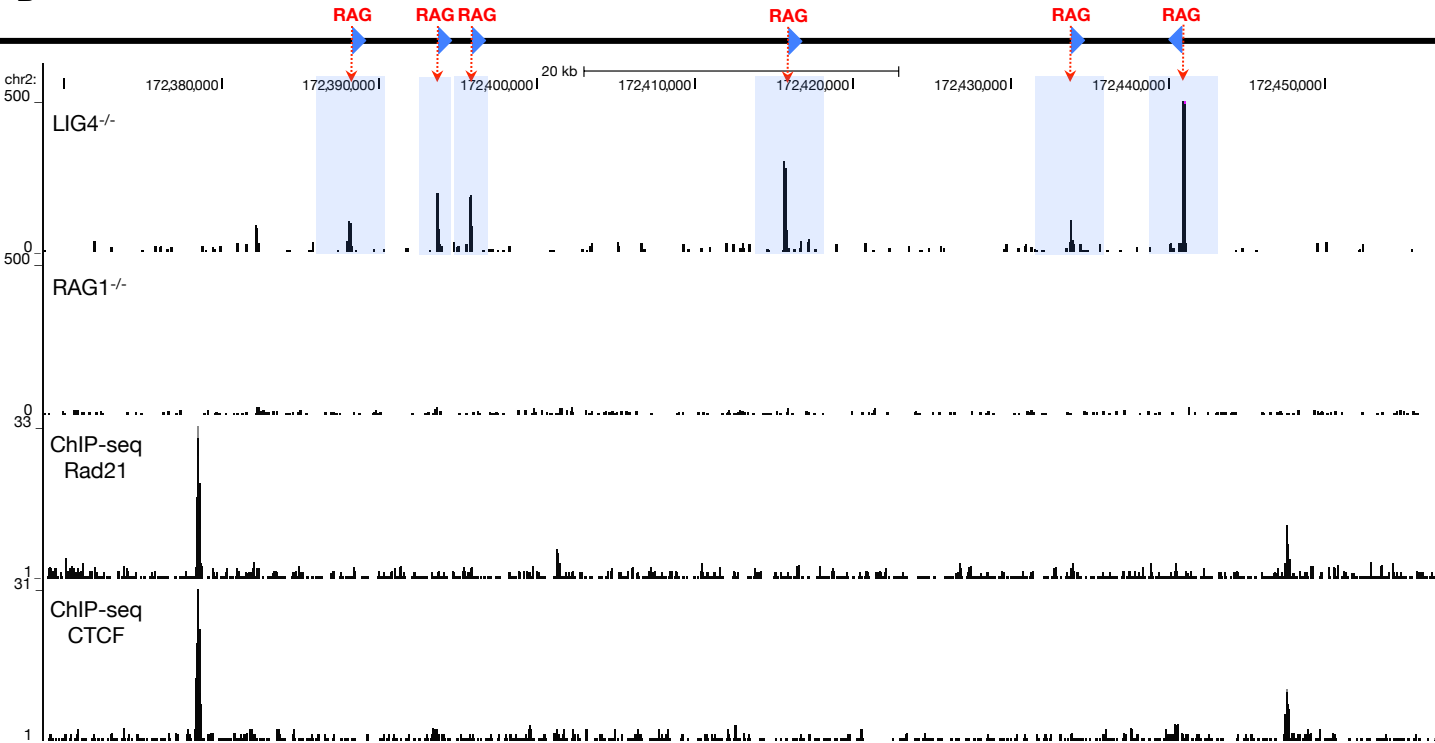 RAG RAG RAG RAG RAG RAG
20 kb
chr2: 172,380,000 172,390,000 172,400,000 172,410,000 172,420,000 172,430,000 172,440,000 172,450,000
500
LIG4-/-
0
500
RAG1-/-
0
33
ChIP-seq
Rad21
1
31
ChIP-seq
CTCF
1